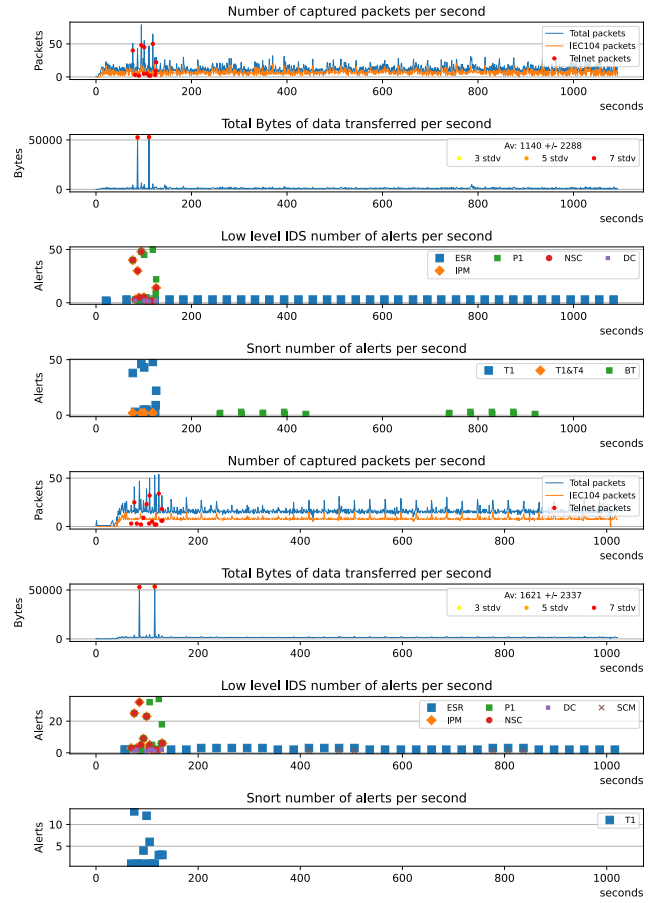 Number of captured packets per second
Packets
50
0
Total packets
IEC104 packets
Telnet packets
0 200 400 600 800 1000
seconds
Total Bytes of data transferred per second
Bytes
50000
0
Av: 1140 +/- 2288
3 stdv 5 stdv 7 stdv
0 200 400 600 800 1000
seconds
Low level IDS number of alerts per second
Alerts
50
0
ESR P1 NSC DC
IPM
0 200 400 600 800 1000
seconds
Snort number of alerts per second
Alerts
50
0
T1 T1&T4 BT
0 200 400 600 800 1000
seconds
Number of captured packets per second
Packets
50
0
Total packets
IEC104 packets
Telnet packets
0 200 400 600 800 1000
seconds
Total Bytes of data transferred per second
Bytes
50000
0
Av: 1621 +/- 2337
3 stdv 5 stdv 7 stdv
0 200 400 600 800 1000
seconds
Low level IDS number of alerts per second
Alerts
20
0
ESR P1 DC SCM
IPM NSC
0 200 400 600 800 1000
seconds
Snort number of alerts per second
Alerts
10
5
T1
0 200 400 600 800 1000
seconds